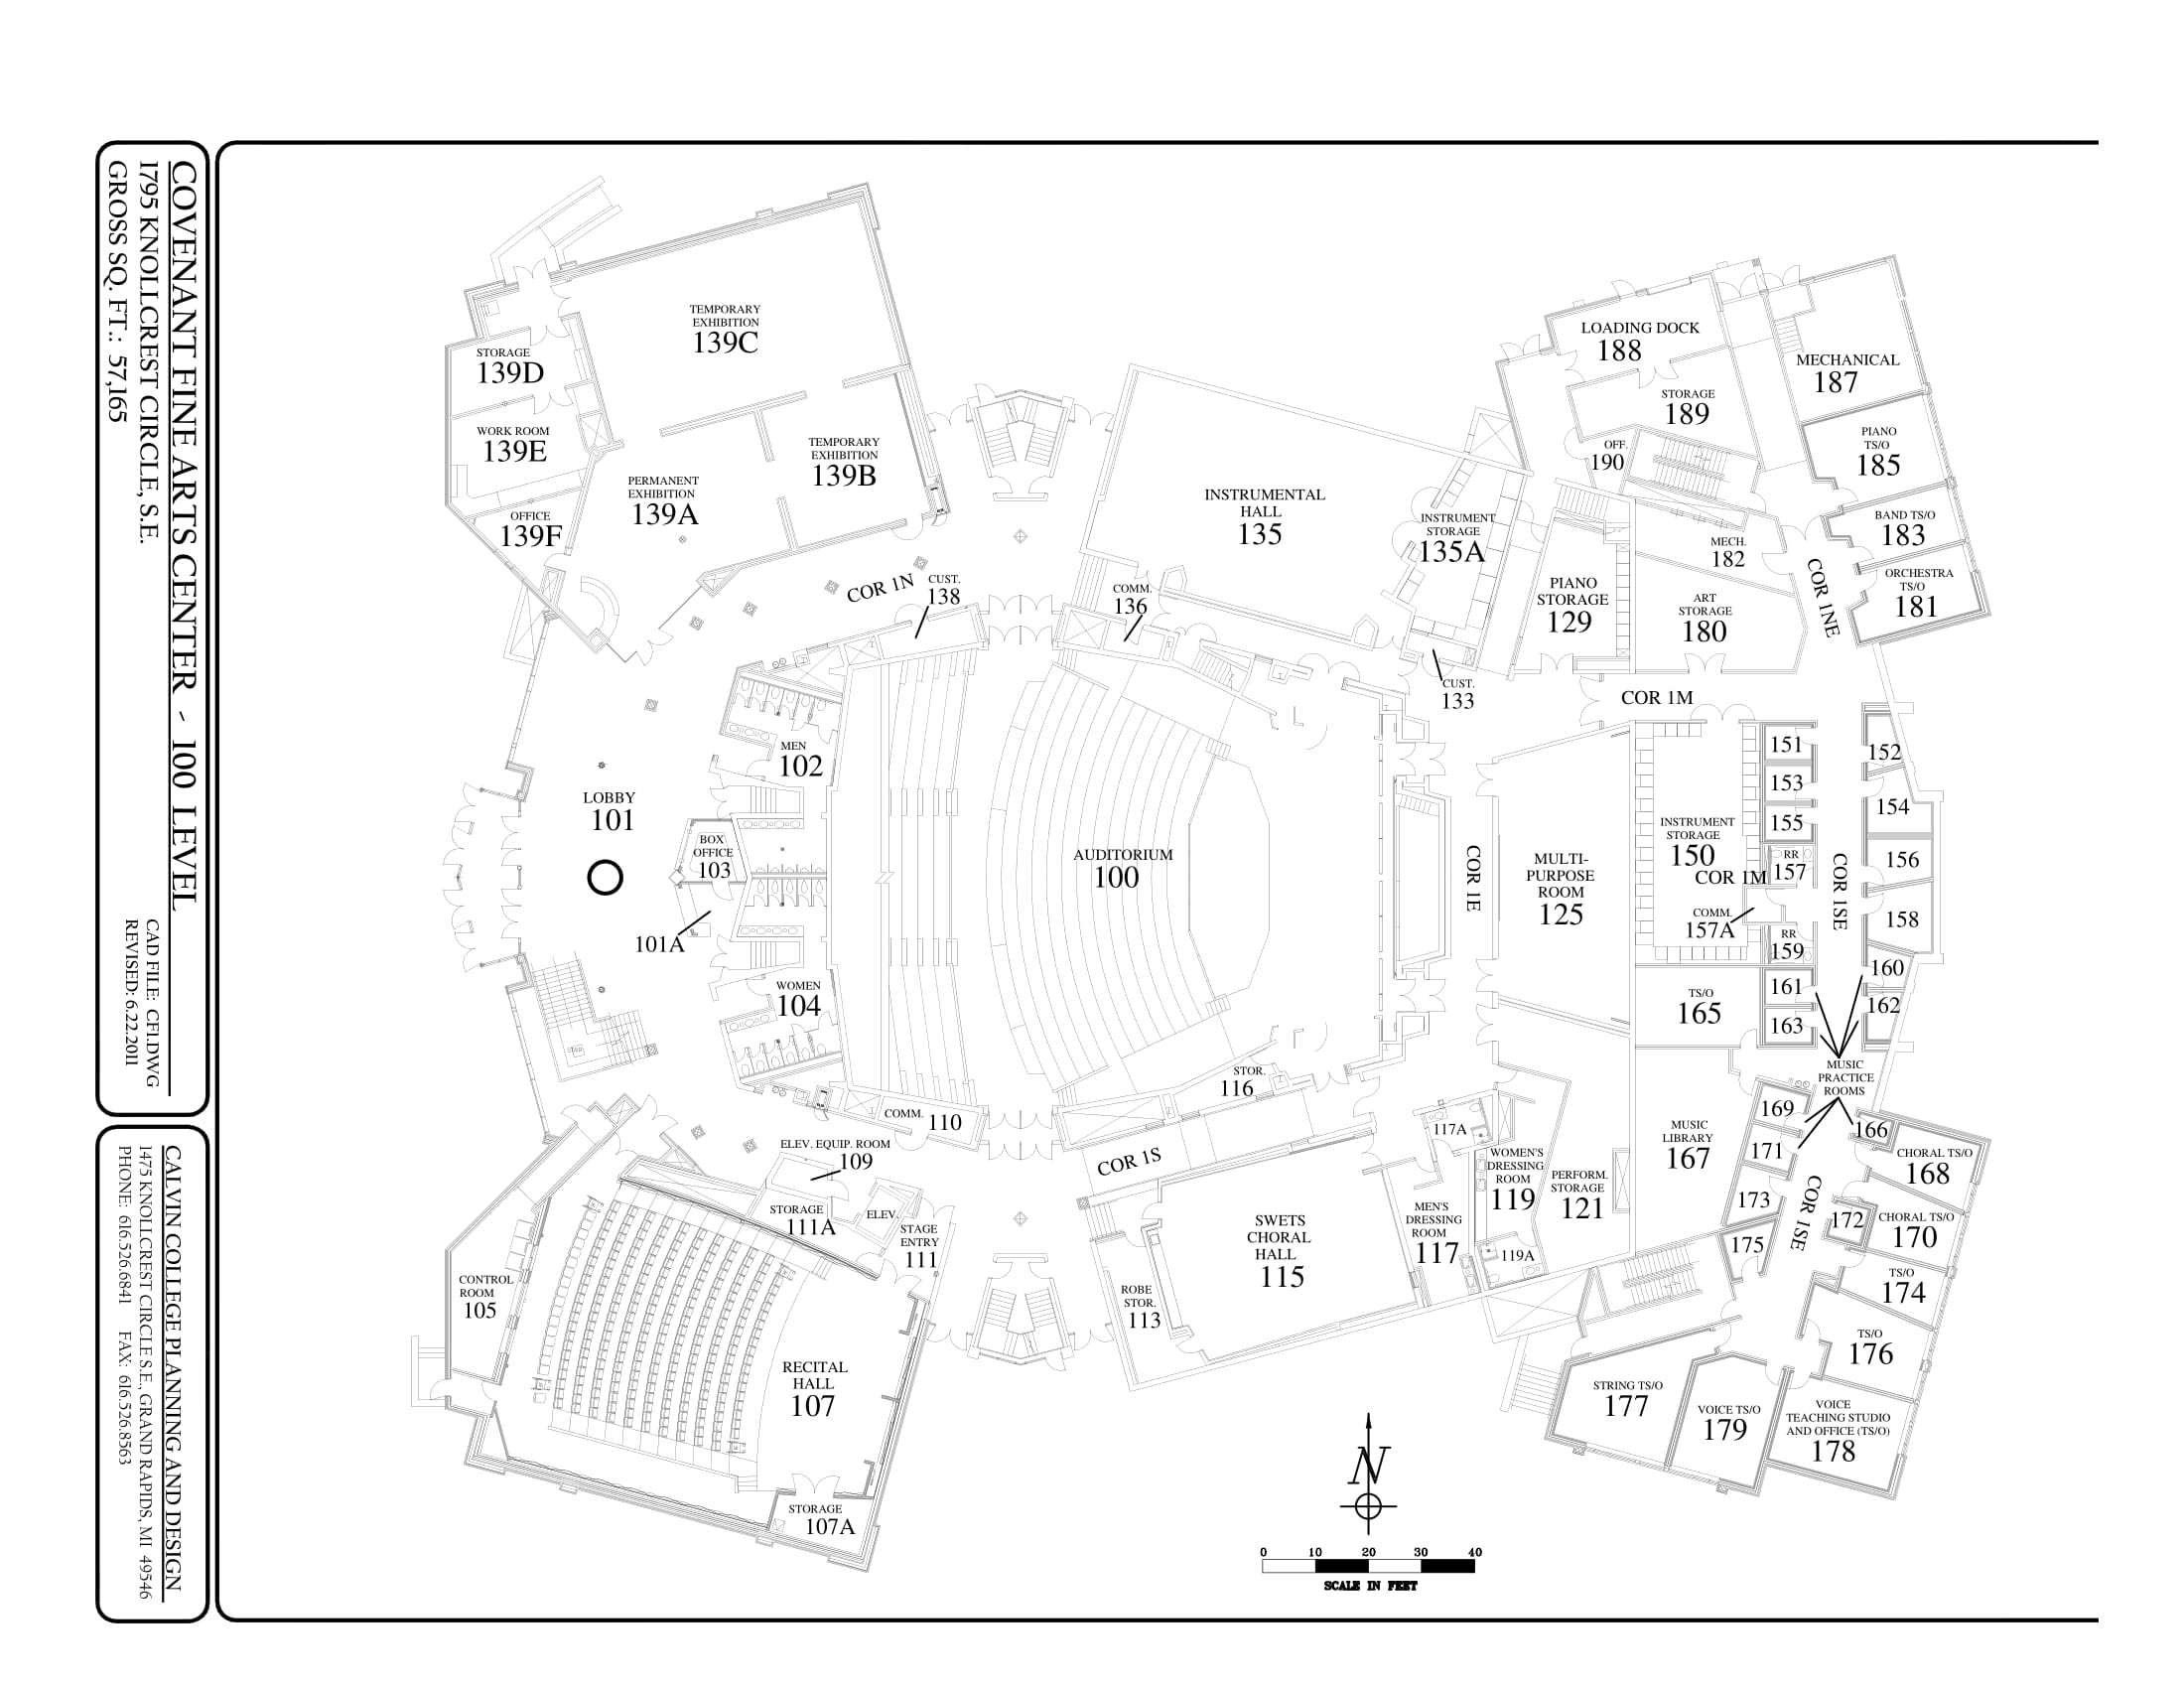 COVENANT FINE ARTS CENTER - 100 LEVEL
1795 KNOLLCREST CIRCLE, S.E.
GROSS SQ. FT.: 57,165
CAD FILE: CF1.DWG
REVISED: 6.22.2011
CALVIN COLLEGE PLANNING AND DESIGN
1475 KNOLLCREST CIRCLE S.E., GRAND RAPIDS, MI 49546
PHONE: 616.526.6841 FAX: 616.526.8563
TEMPORARY
EXHIBITION
139C
STORAGE
139D
WORK ROOM
139E
OFFICE
139F
PERMANENT
EXHIBITION
139A
TEMPORARY
EXHIBITION
139B
COR 1N
CUST.
138
COMM.
136
INSTRUMENTAL
HALL
135
INSTRUMENT
STORAGE
135A
CUST.
133
LOADING DOCK
188
STORAGE
189
OFF.
190
MECHANICAL
187
PIANO
TS/O
185
BAND TS/O
183
ORCHESTRA
TS/O
181
MECH.
182
PIANO
STORAGE
129
ART
STORAGE
180
COR 1NE
COR 1M
MEN
102
LOBBY
101
BOX
OFFICE
103
101A
WOMEN
104
AUDITORIUM
100
COR 1E
MULTI-
PURPOSE
ROOM
125
INSTRUMENT
STORAGE
150
COR 1M
151
153
155
RR
157
COMM.
157A
RR
159
161
163
COR 1SE
152
154
156
158
160
162
TS/O
165
MUSIC
PRACTICE
ROOMS
STOR.
116
COMM. 110
COR 1S
ELEV. EQUIP. ROOM
109
STORAGE
111A
ELEV.
STAGE
ENTRY
111
CONTROL
ROOM
105
RECITAL
HALL
107
STORAGE
107A
ROBE
STOR.
113
SWETS
CHORAL
HALL
115
MEN'S
DRESSING
ROOM
117
117A
WOMEN'S
DRESSING
ROOM
119
119A
PERFORM.
STORAGE
121
MUSIC
LIBRARY
167
169
171
173
175
COR 1SE
166
CHORAL TS/O
168
172
CHORAL TS/O
170
TS/O
174
TS/O
176
STRING TS/O
177
VOICE TS/O
179
VOICE
TEACHING STUDIO
AND OFFICE (TS/O)
178
N
0 10 20 30 40
SCALE IN FEET